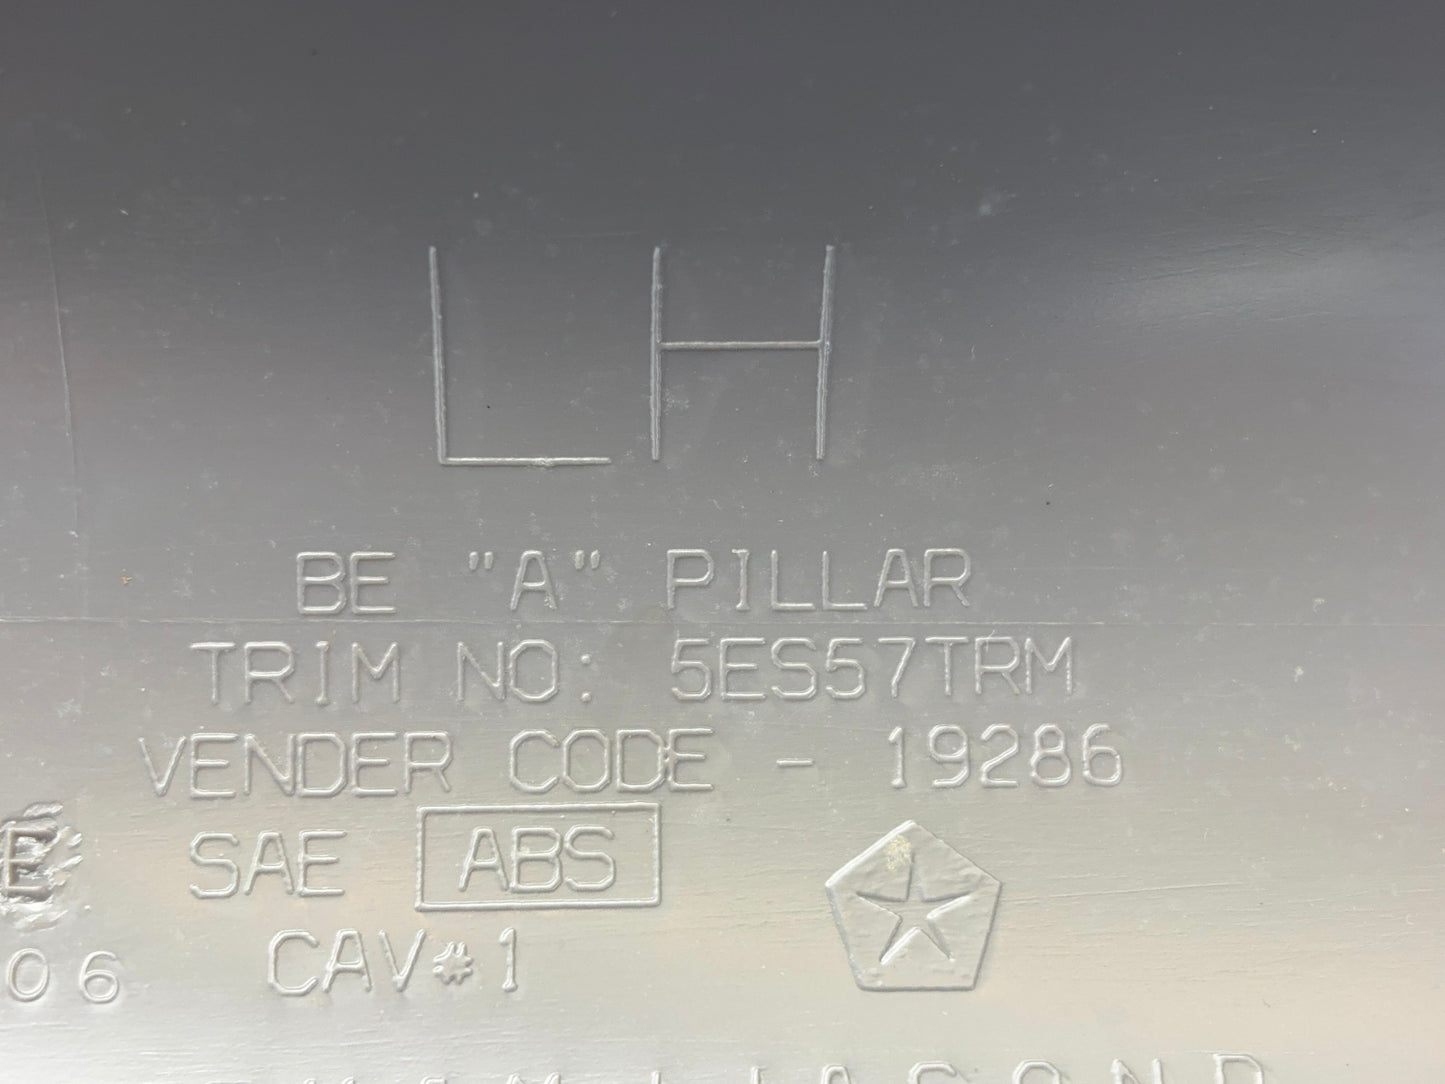 LH
BE "A" PILLAR
TRIM NO: 5ES57TRM
VENDER CODE - 19286
E SAE ABS
06 CAV*1